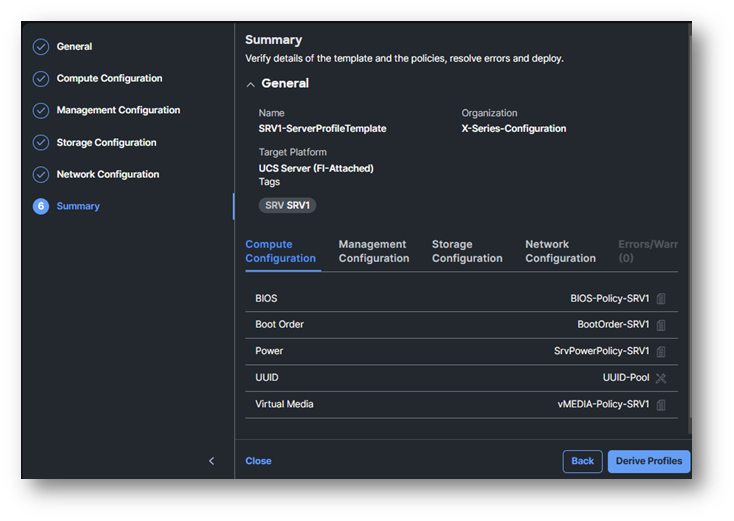 General
Compute Configuration
Management Configuration
Storage Configuration
Network Configuration
6 Summary
Summary
Verify details of the template and the policies, resolve errors and deploy.
General
Name
SRV1-ServerProfileTemplate
Organization
X-Series-Configuration
Target Platform
UCS Server (FI-Attached)
Tags
SRV SRV1
Compute
Configuration
Management
Configuration
Storage
Configuration
Network
Configuration
Errors/Warr
(0)
BIOS BIOS-Policy-SRV1
Boot Order BootOrder-SRV1
Power SrvPowerPolicy-SRV1
UUID UUID-Pool
Virtual Media vMEDIA-Policy-SRV1
Close Back Derive Profiles